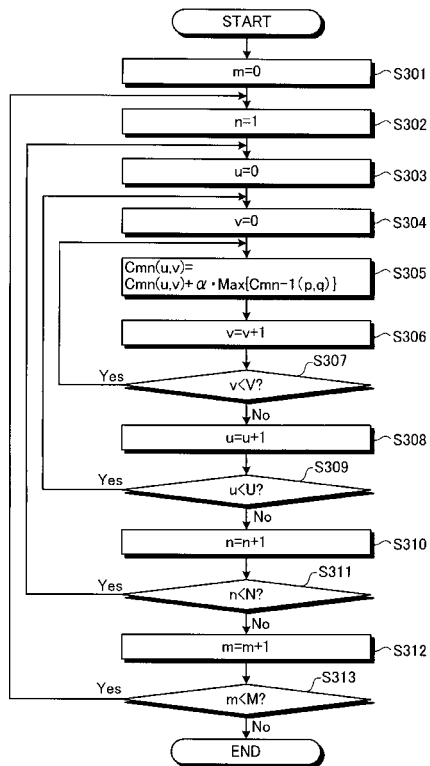 START
m=0
S301
n=1
S302
u=0
S303
v=0
S304
Cmn(u,v)=
Cmn(u,v)+α・Max{Cmn-1(p,q)}
S305
v=v+1
S306
S307
Yes
v<V?
No
u=u+1
S308
S309
Yes
u<U?
No
n=n+1
S310
S311
Yes
n<N?
No
m=m+1
S312
S313
Yes
m<M?
No
END